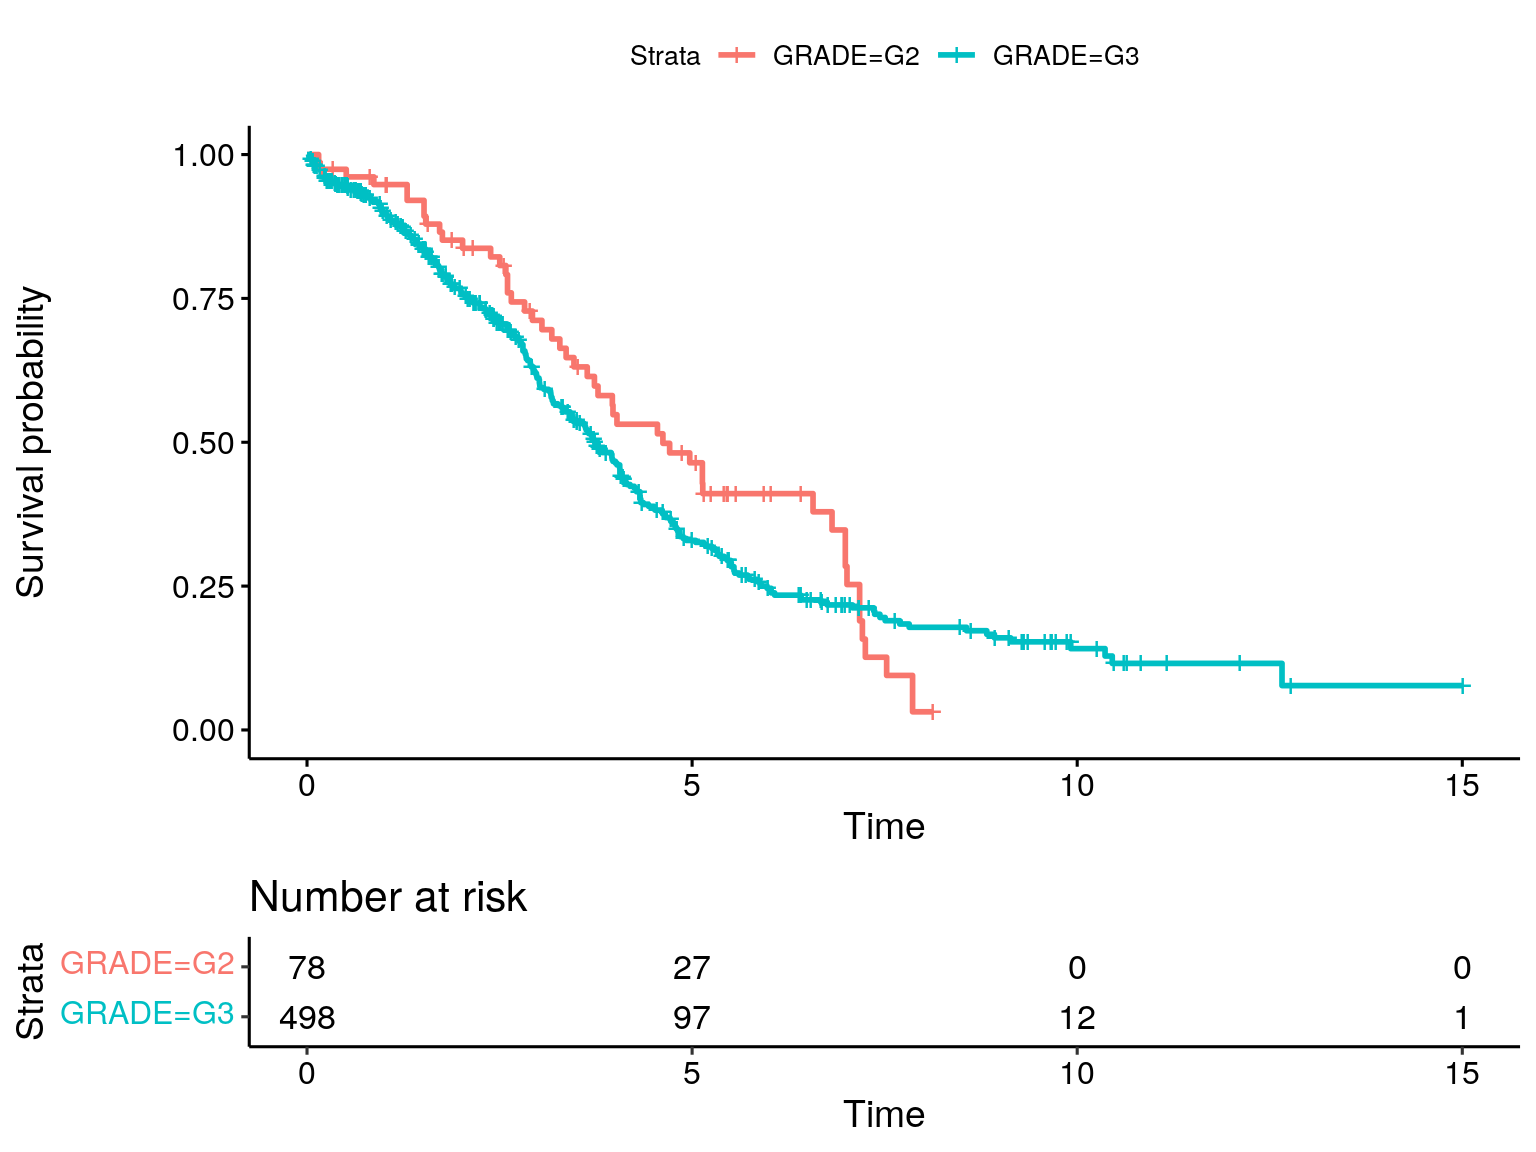 Strata GRADE=G2 GRADE=G3
Survival probability
1.00
0.75
0.50
0.25
0.00
0 5 10 15
Time
Number at risk
Strata
GRADE=G2 78 27 0 0
GRADE=G3 498 97 12 1
0 5 10 15
Time